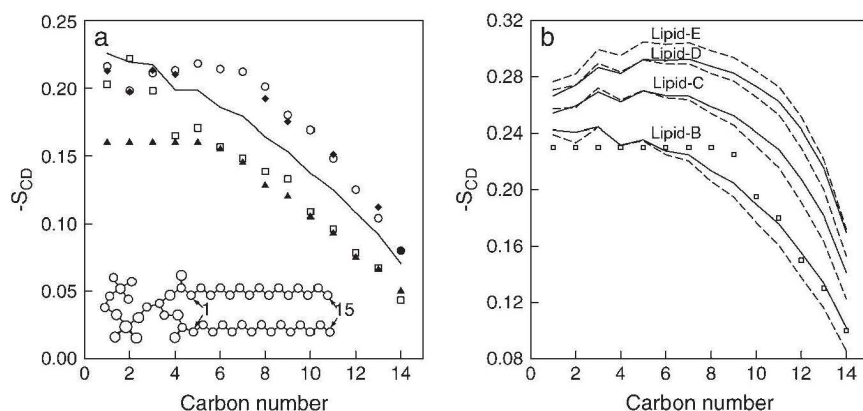 a
b
0.25
0.20
0.15
0.10
0.05
0.00
-S_CD
0 2 4 6 8 10 12 14
Carbon number
1
15
0.32
0.28
0.24
0.20
0.16
0.12
0.08
-S_CD
Lipid-E
Lipid-D
Lipid-C
Lipid-B
0 2 4 6 8 10 12 14
Carbon number